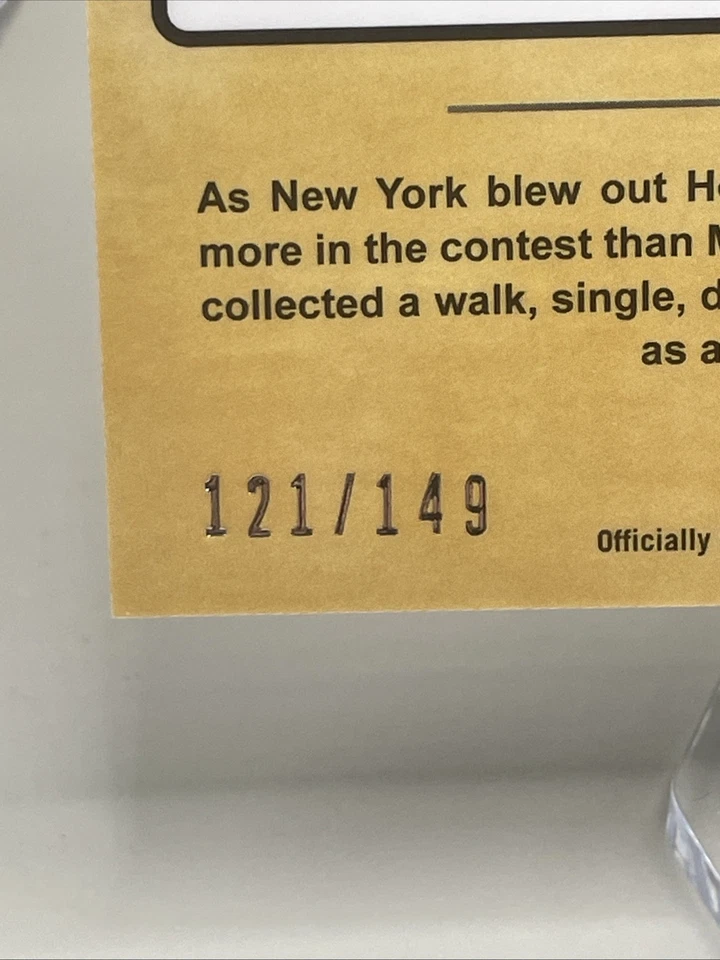 As New York blew out
more in the contest than
collected a walk, single,
as
121/149
Officially